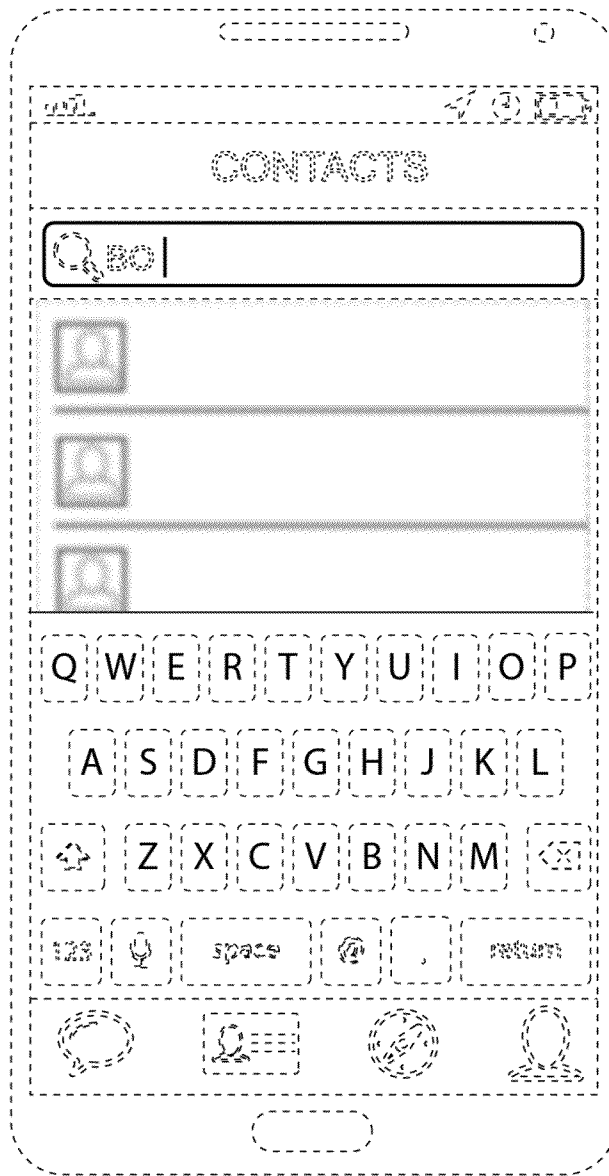 CONTACTS
BO
Q W E R T Y U I O P
A S D F G H J K L
Z X C V B N M
123 space @ , return